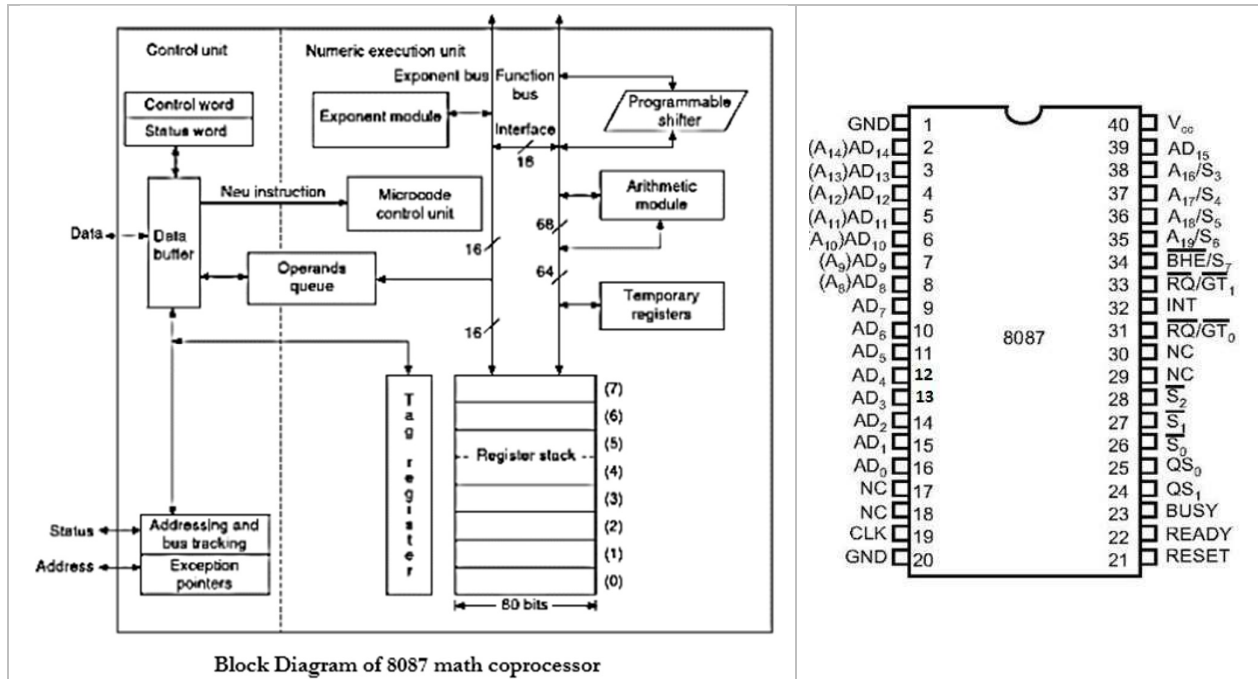 Control unit
Numeric execution unit
Exponent bus
Function
bus
Control word
Status word
Exponent module
Programmable
shifter
Interface
16
Neu instruction
Microcode
control unit
Arithmetic
module
Data
Data
buffer
68
16
Operands
queue
64
Temporary
registers
16
Tag register
Register stack
(7)
(6)
(5)
(4)
(3)
(2)
(1)
(0)
Status
Addressing and
bus tracking
Address
Exception
pointers
80 bits
Block Diagram of 8087 math coprocessor
8087
GND 1
(A14)AD14 2
(A13)AD13 3
(A12)AD12 4
(A11)AD11 5
(A10)AD10 6
(A9)AD9 7
(A8)AD8 8
AD7 9
AD6 10
AD5 11
AD4 12
AD3 13
AD2 14
AD1 15
AD0 16
NC 17
NC 18
CLK 19
GND 20
40 Vcc
39 AD15
38 A16/S3
37 A17/S4
36 A18/S5
35 A19/S6
34 BHE/S7
33 RQ/GT1
32 INT
31 RQ/GT0
30 NC
29 NC
28 S2
27 S1
26 S0
25 QS0
24 QS1
23 BUSY
22 READY
21 RESET